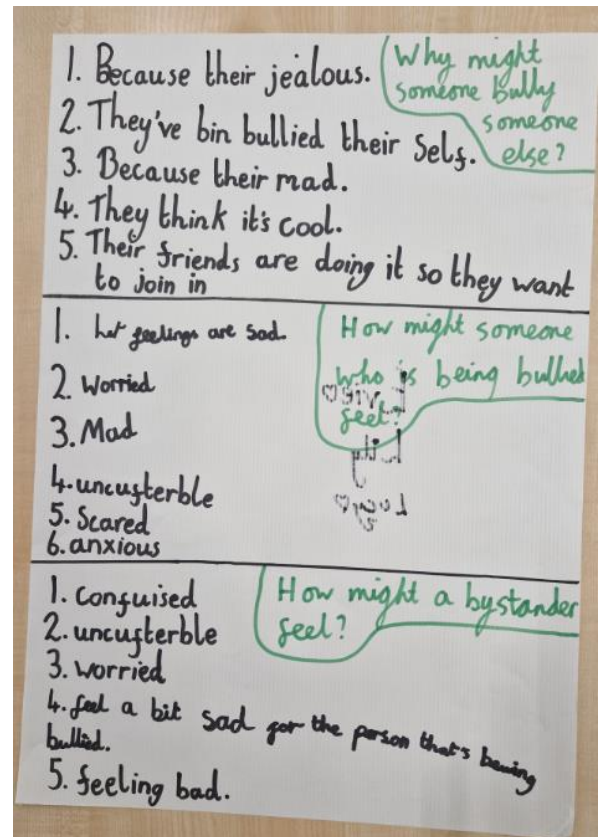 Why might
someone bully
someone
else?
1. Because their jealous.
2. They've bin bullied their Self.
3. Because their mad.
4. They think it's cool.
5. Their friends are doing it so they want
to join in
How might someone
who is being bullied
feel?
1. feelings are sad.
2. Worried
3. Mad
4. uncufterble
5. Scared
6. anxious
How might a bystander
feel?
1. Confuised
2. uncufterble
3. worried
4. feel a bit sad for the person that's beuing
bullied.
5. feeling bad.